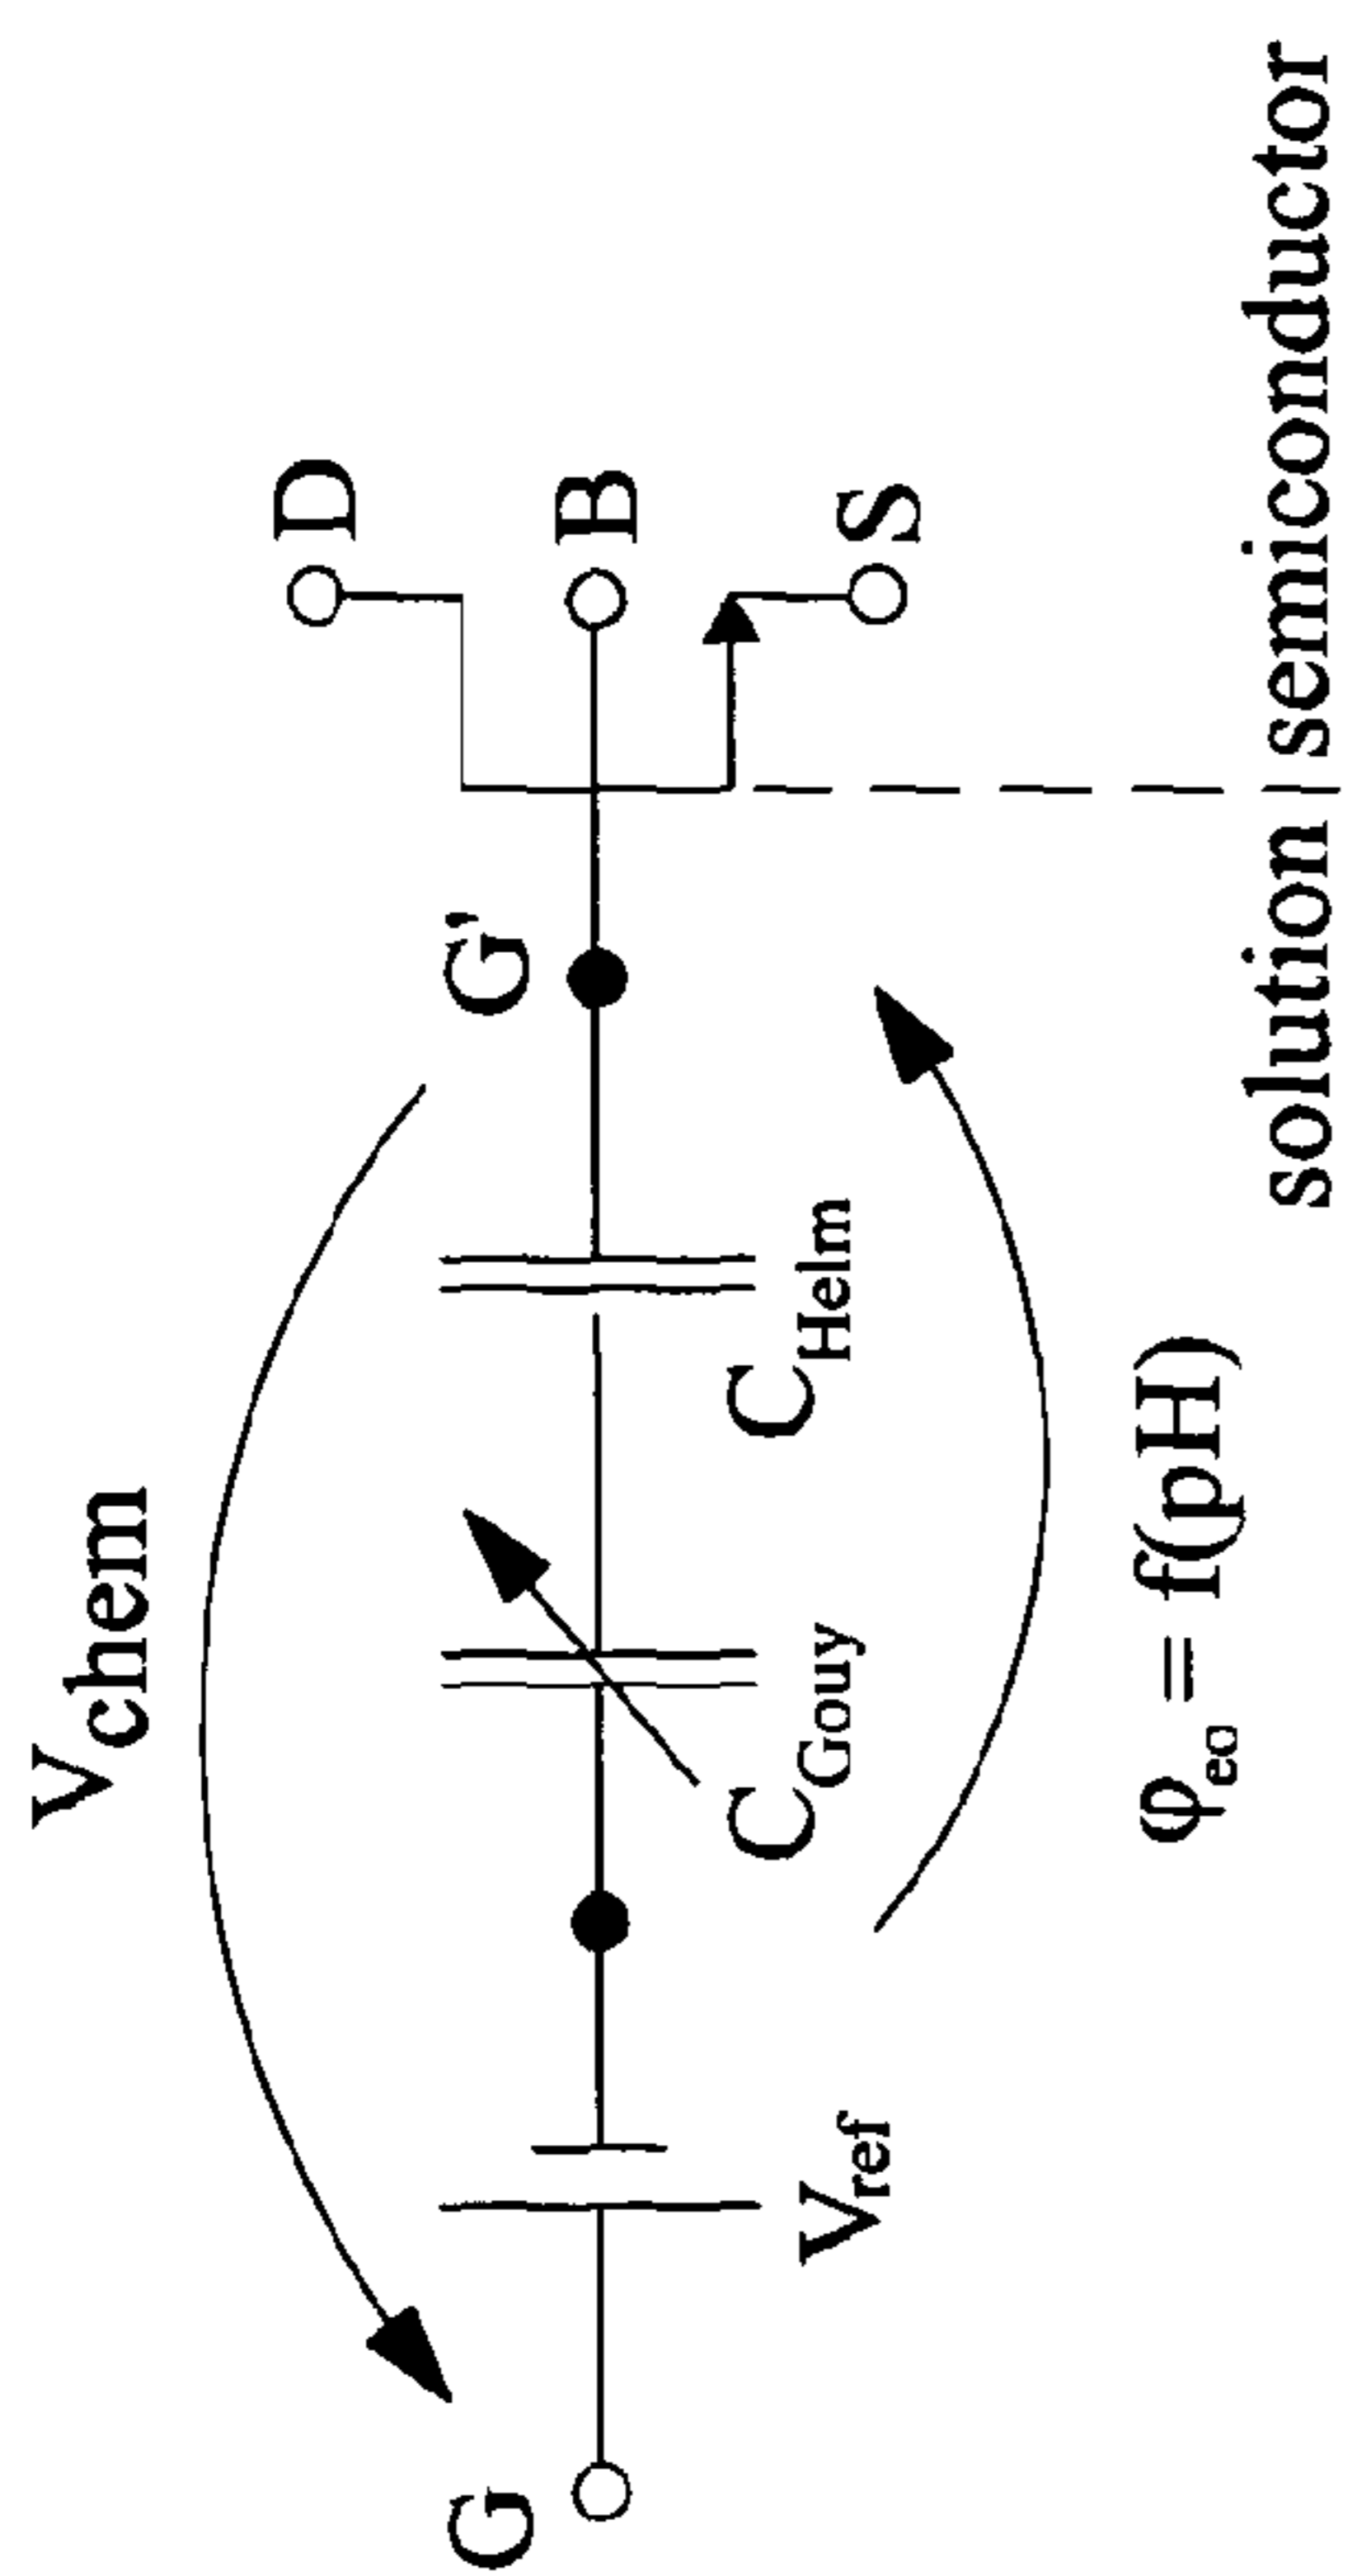 V_chem
G
G'
D
B
S
V_ref
C_Gouy
C_Helm
φ_eo = f(pH)
solution | semiconductor